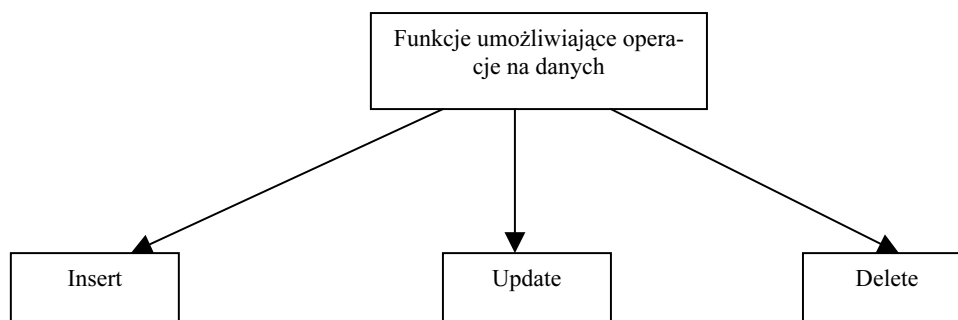 Funkcje umożliwiające opera-
cje na danych
Insert
Update
Delete